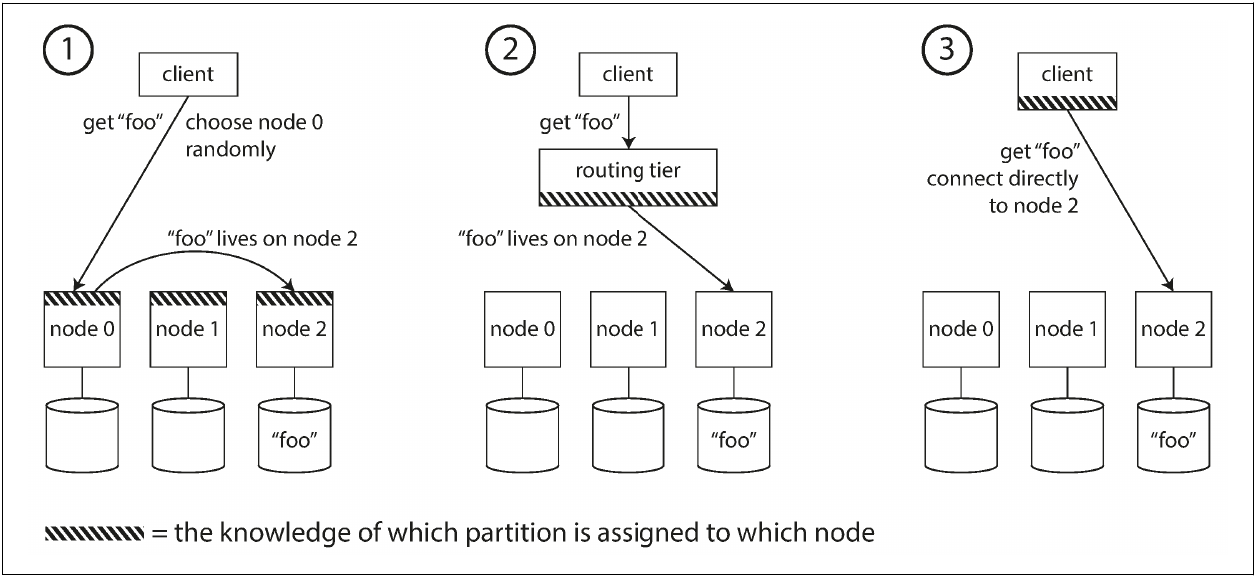 1
client
get “foo”
choose node 0
randomly
“foo” lives on node 2
node 0
node 1
node 2
“foo”
2
client
get “foo”
routing tier
“foo” lives on node 2
node 0
node 1
node 2
“foo”
3
client
get “foo”
connect directly
to node 2
node 0
node 1
node 2
“foo”
= the knowledge of which partition is assigned to which node